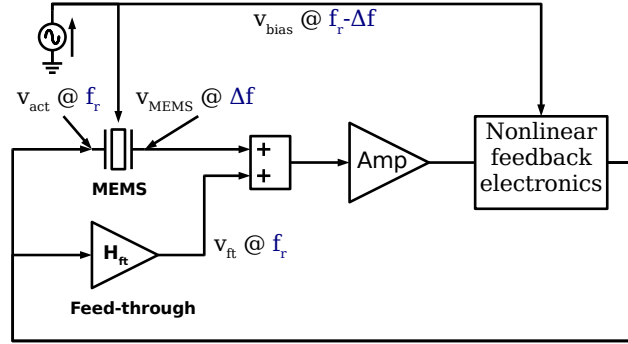 v_bias @ f_r-Δf
v_act @ f_r
v_MEMS @ Δf
MEMS
+
+
Amp
Nonlinear
feedback
electronics
H_ft
v_ft @ f_r
Feed-through